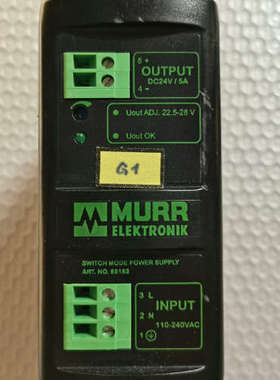 5 +
OUTPUT
DC24V / 5A
4 -
Uout ADJ. 22.5-28 V
Uout OK
G1
MURR
ELEKTRONIK
SWITCH MODE POWER SUPPLY
ART. NO. 85163
3 L
INPUT
2 N
110-240VAC
1